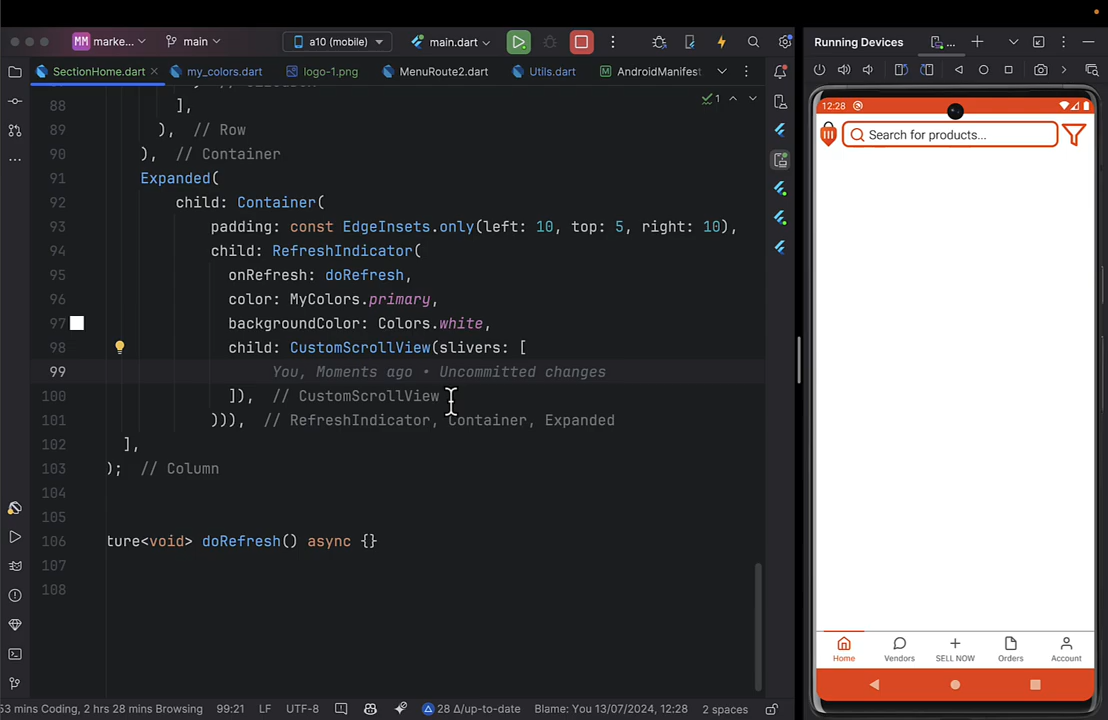 MM marke... main a10 (mobile) main.dart Running Devices ...
SectionHome.dart my_colors.dart logo-1.png MenuRoute2.dart Utils.dart AndroidManifest
88 ],
89 ), // Row
90 ), // Container
91 Expanded(
92 child: Container(
93 padding: const EdgeInsets.only(left: 10, top: 5, right: 10),
94 child: RefreshIndicator(
95 onRefresh: doRefresh,
96 color: MyColors.primary,
97 backgroundColor: Colors.white,
98 child: CustomScrollView(slivers: [
99 You, Moments ago • Uncommitted changes
100 ]), // CustomScrollView
101 ))), // RefreshIndicator, Container, Expanded
102 ],
103 ); // Column
104
105
106 ture<void> doRefresh() async {}
107
108
1
12:28
Search for products...
Home Vendors SELL NOW Orders Account
53 mins Coding, 2 hrs 28 mins Browsing 99:21 LF UTF-8 28 Δ/up-to-date Blame: You 13/07/2024, 12:28 2 spaces